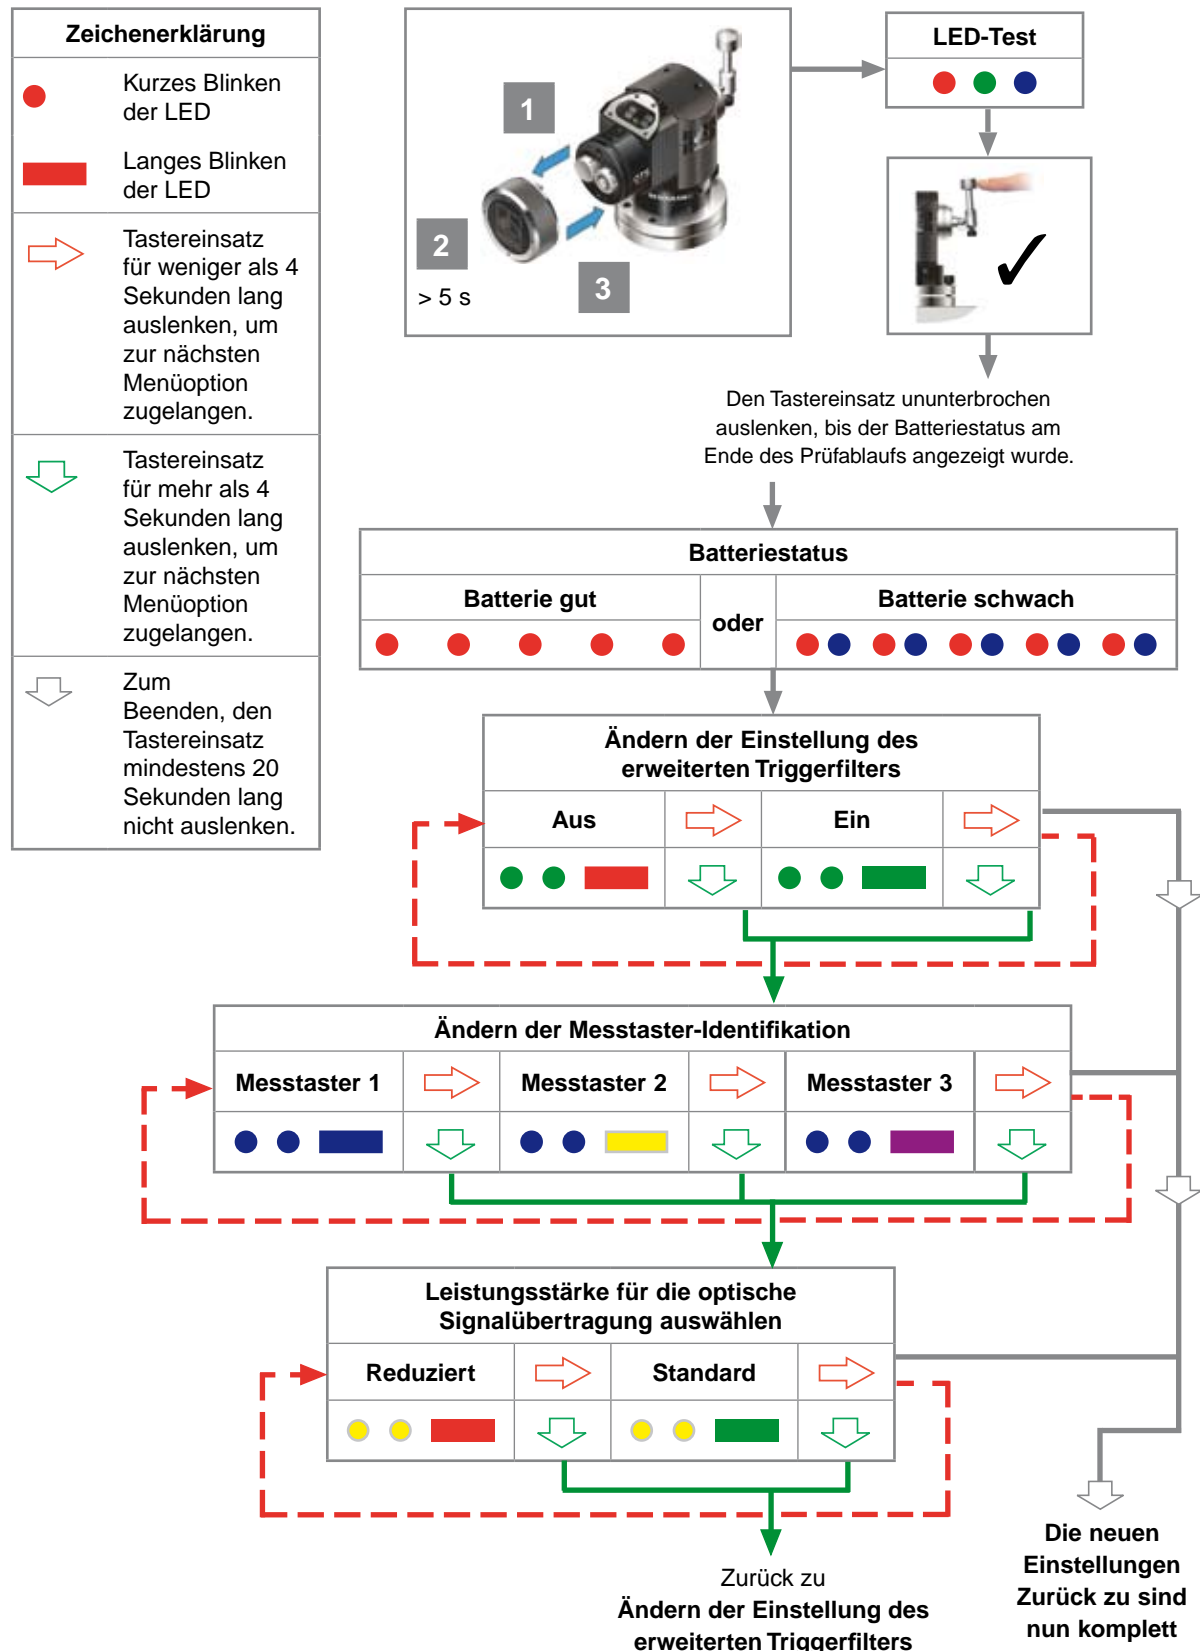 Zeichenerklärung
Kurzes Blinken
der LED
Langes Blinken
der LED
Tastereinsatz
für weniger als 4
Sekunden lang
auslenken, um
zur nächsten
Menüoption
zugelangen.
Tastereinsatz
für mehr als 4
Sekunden lang
auslenken, um
zur nächsten
Menüoption
zugelangen.
Zum
Beenden, den
Tastereinsatz
mindestens 20
Sekunden lang
nicht auslenken.
1
2
> 5 s
3
LED-Test
Den Tastereinsatz ununterbrochen
auslenken, bis der Batteriestatus am
Ende des Prüfablaufs angezeigt wurde.
Batteriestatus
Batterie gut
oder
Batterie schwach
Ändern der Einstellung des
erweiterten Triggerfilters
Aus
Ein
Ändern der Messtaster-Identifikation
Messtaster 1
Messtaster 2
Messtaster 3
Leistungsstärke für die optische
Signalübertragung auswählen
Reduziert
Standard
Zurück zu
Ändern der Einstellung des
erweiterten Triggerfilters
Die neuen
Einstellungen
Zurück zu sind
nun komplett